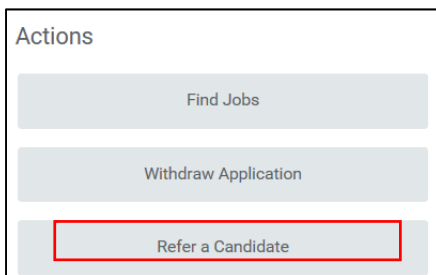 Actions
Find Jobs
Withdraw Application
Refer a Candidate